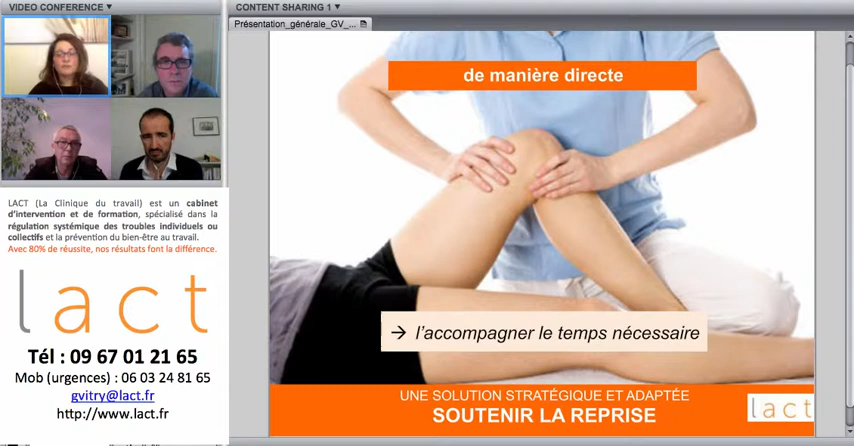 VIDEO CONFERENCE
CONTENT SHARING 1
Présentation_générale_GV_...
LACT (La Clinique du travail) est un cabinet
d'intervention et de formation, spécialisé dans la
régulation systémique des troubles individuels ou
collectifs et la prévention du bien-être au travail.
Avec 80% de réussite, nos résultats font la différence.
lact
Tél : 09 67 01 21 65
Mob (urgences) : 06 03 24 81 65
gvitry@lact.fr
http://www.lact.fr
de manière directe
→ l'accompagner le temps nécessaire
UNE SOLUTION STRATÉGIQUE ET ADAPTÉE
SOUTENIR LA REPRISE
lact